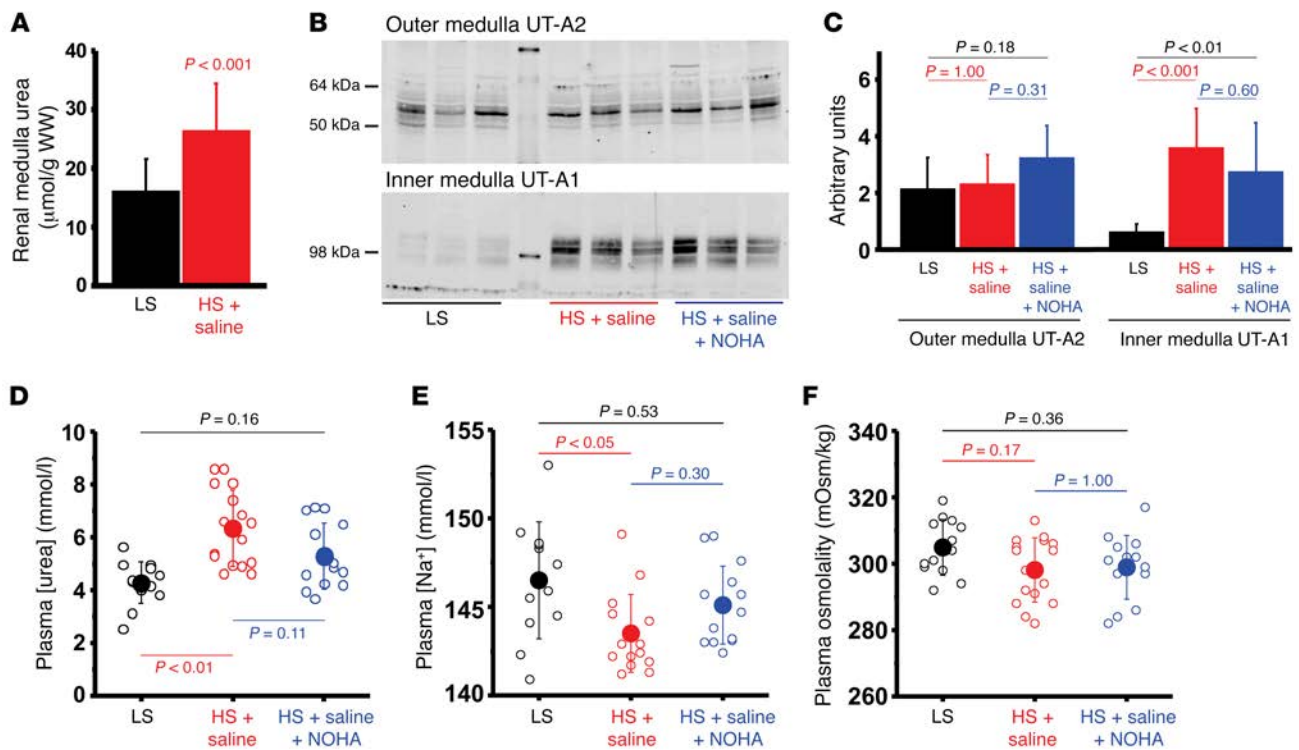 A
Renal medulla urea
(μmol/g WW)
40
30
20
10
0
P < 0.001
LS
HS +
saline
B
Outer medulla UT-A2
64 kDa
50 kDa
Inner medulla UT-A1
98 kDa
LS
HS + saline
HS + saline
+ NOHA
C
Arbitrary units
6
4
2
0
P = 0.18
P = 1.00
P = 0.31
P < 0.01
P < 0.001
P = 0.60
LS
HS +
saline
HS +
saline
+ NOHA
LS
HS +
saline
HS +
saline
+ NOHA
Outer medulla UT-A2
Inner medulla UT-A1
D
Plasma [urea] (mmol/l)
10
8
6
4
2
0
P = 0.16
P = 0.11
P < 0.01
LS
HS +
saline
HS + saline
+ NOHA
E
Plasma [Na⁺] (mmol/l)
155
150
145
140
P = 0.53
P < 0.05
P = 0.30
LS
HS +
saline
HS + saline
+ NOHA
F
Plasma osmolality (mOsm/kg)
340
320
300
280
260
P = 0.36
P = 0.17
P = 1.00
LS
HS +
saline
HS + saline
+ NOHA